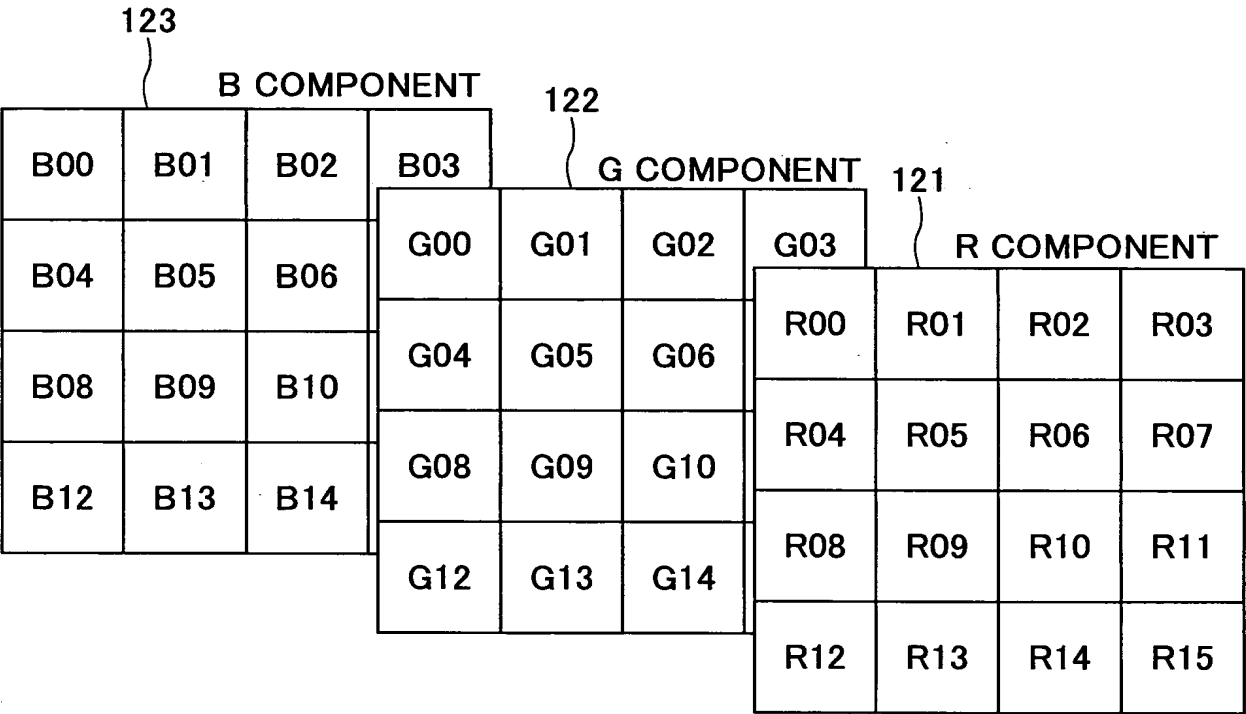 123
B COMPONENT
B00 B01 B02 B03
B04 B05 B06
B08 B09 B10
B12 B13 B14
122
G COMPONENT
G00 G01 G02 G03
G04 G05 G06
G08 G09 G10
G12 G13 G14
121
R COMPONENT
R00 R01 R02 R03
R04 R05 R06 R07
R08 R09 R10 R11
R12 R13 R14 R15